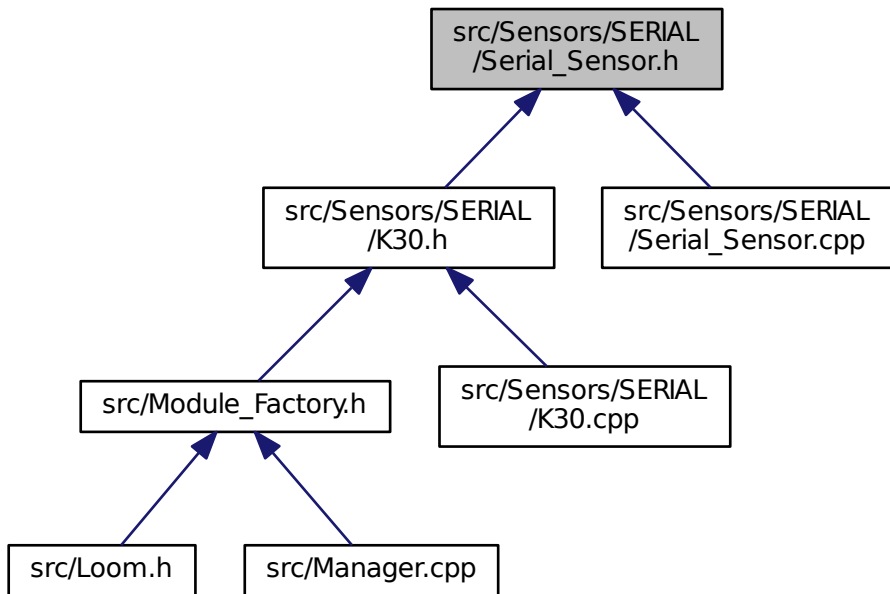 src/Sensors/SERIAL
/Serial_Sensor.h
src/Sensors/SERIAL
/K30.h
src/Sensors/SERIAL
/Serial_Sensor.cpp
src/Module_Factory.h
src/Sensors/SERIAL
/K30.cpp
src/Loom.h
src/Manager.cpp